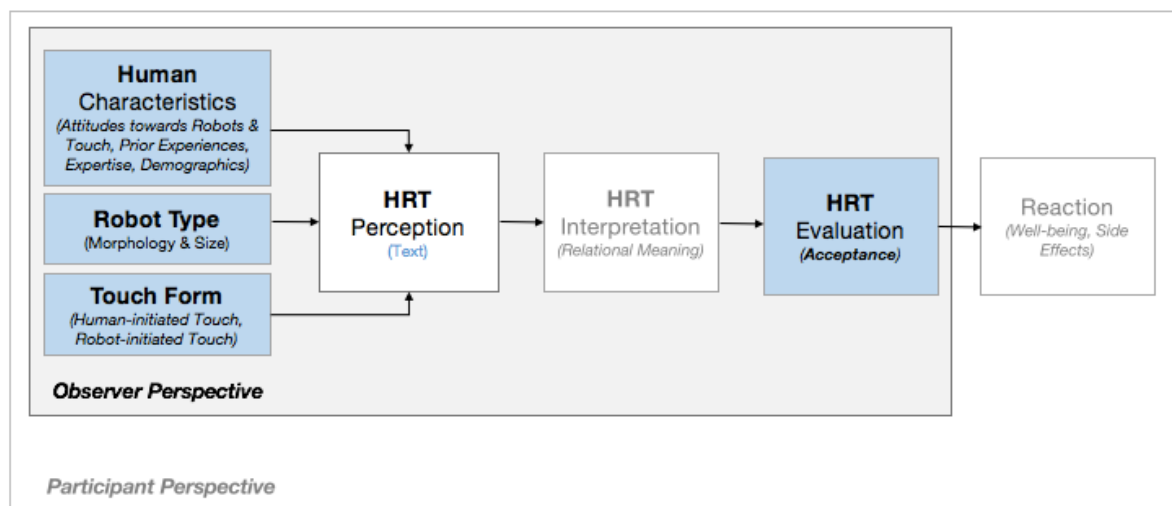 Human
Characteristics
(Attitudes towards Robots &
Touch, Prior Experiences,
Expertise, Demographics)
Robot Type
(Morphology & Size)
Touch Form
(Human-initiated Touch,
Robot-initiated Touch)
HRT
Perception
(Text)
HRT
Interpretation
(Relational Meaning)
HRT
Evaluation
(Acceptance)
Reaction
(Well-being, Side
Effects)
Observer Perspective
Participant Perspective